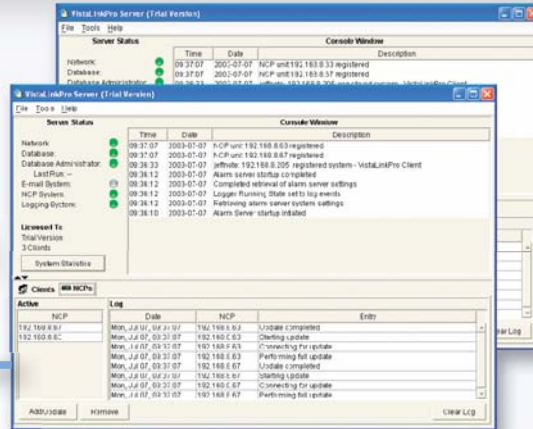 VistaLinkPro Server (Trial Version)
File Tools Help
Server Status
Console Window
Time Date Description
Network:
09:37:07 2003-07-07 NCP unit 192.168.8.63 registered
Database:
09:37:07 2003-07-07 NCP unit 192.168.8.67 registered
Database Administrator
VistaLinkPro Client
VistaLinkPro Server (Trial Version)
File Tools Help
Server Status
Console Window
Time Date Description
Network
09:37:07 2003-07-07 NCP unit 192.168.8.63 registered
Database:
09:37:07 2003-07-07 NCP unit 192.168.8.67 registered
Database Administrator:
09:36:33 2003-07-07 jeffnote: 192.168.8.205 registered system - VistaLinkPro Client
Last Run: --
09:36:12 2003-07-07 Alarm server startup completed
E-mail System:
09:36:12 2003-07-07 Completed retrieval of alarm server settings
NCP System:
09:36:12 2003-07-07 Logger Running State set to log events
Logging System:
09:36:12 2003-07-07 Retrieving alarm server system settings
09:36:10 2003-07-07 Alarm Server startup initiated
Licensed To
Trial Version
3 Clients
System Statistics
Clients NCPs
Active Log
NCP Date NCP Entry
192.168.8.67 Mon, Jul 07, 09:37:07 192.168.8.63 Update completed
192.168.8.63 Mon, Jul 07, 09:37:07 192.168.8.63 Starting update
Mon, Jul 07, 09:37:07 192.168.8.63 Connecting for update
Mon, Jul 07, 09:37:07 192.168.8.63 Performing full update
Mon, Jul 07, 09:37:07 192.168.8.67 Update completed
Mon, Jul 07, 09:37:07 192.168.8.67 Starting update
Mon, Jul 07, 09:37:07 192.168.8.67 Connecting for update
Mon, Jul 07, 09:37:07 192.168.8.67 Performing full update
Add/Update Remove Clear Log
Log